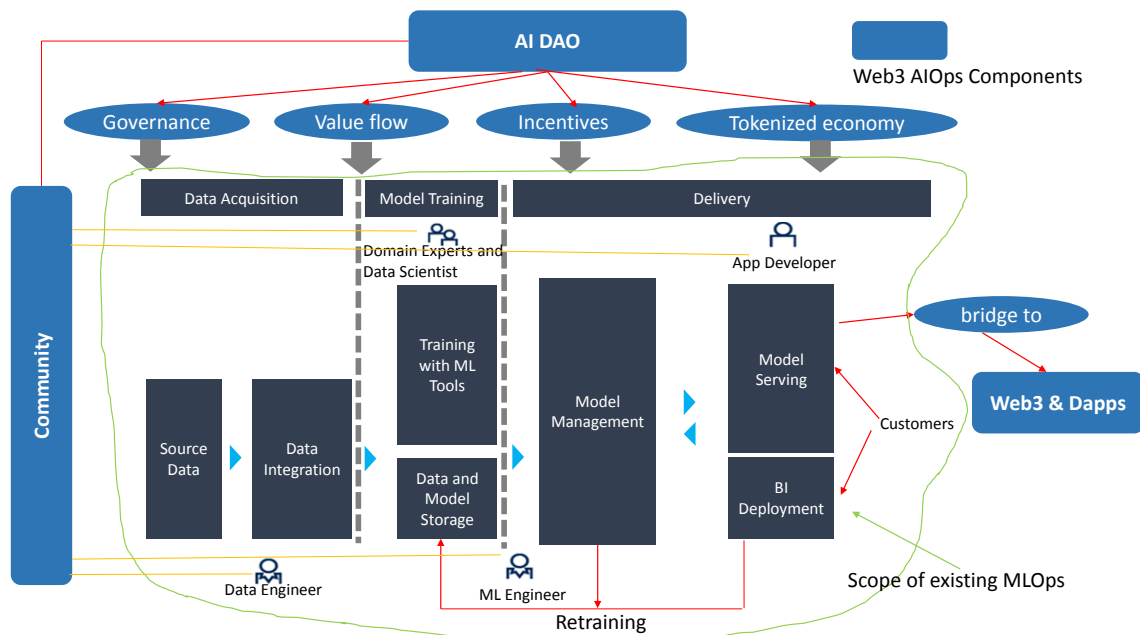 AI DAO
Web3 AIOps Components
Governance
Value flow
Incentives
Tokenized economy
Data Acquisition
Model Training
Delivery
Domain Experts and
Data Scientist
App Developer
Community
bridge to
Web3 & Dapps
Training
with ML
Tools
Model
Serving
Model
Management
Customers
Source
Data
Data
Integration
Data and
Model
Storage
BI
Deployment
Data Engineer
ML Engineer
Scope of existing MLOps
Retraining